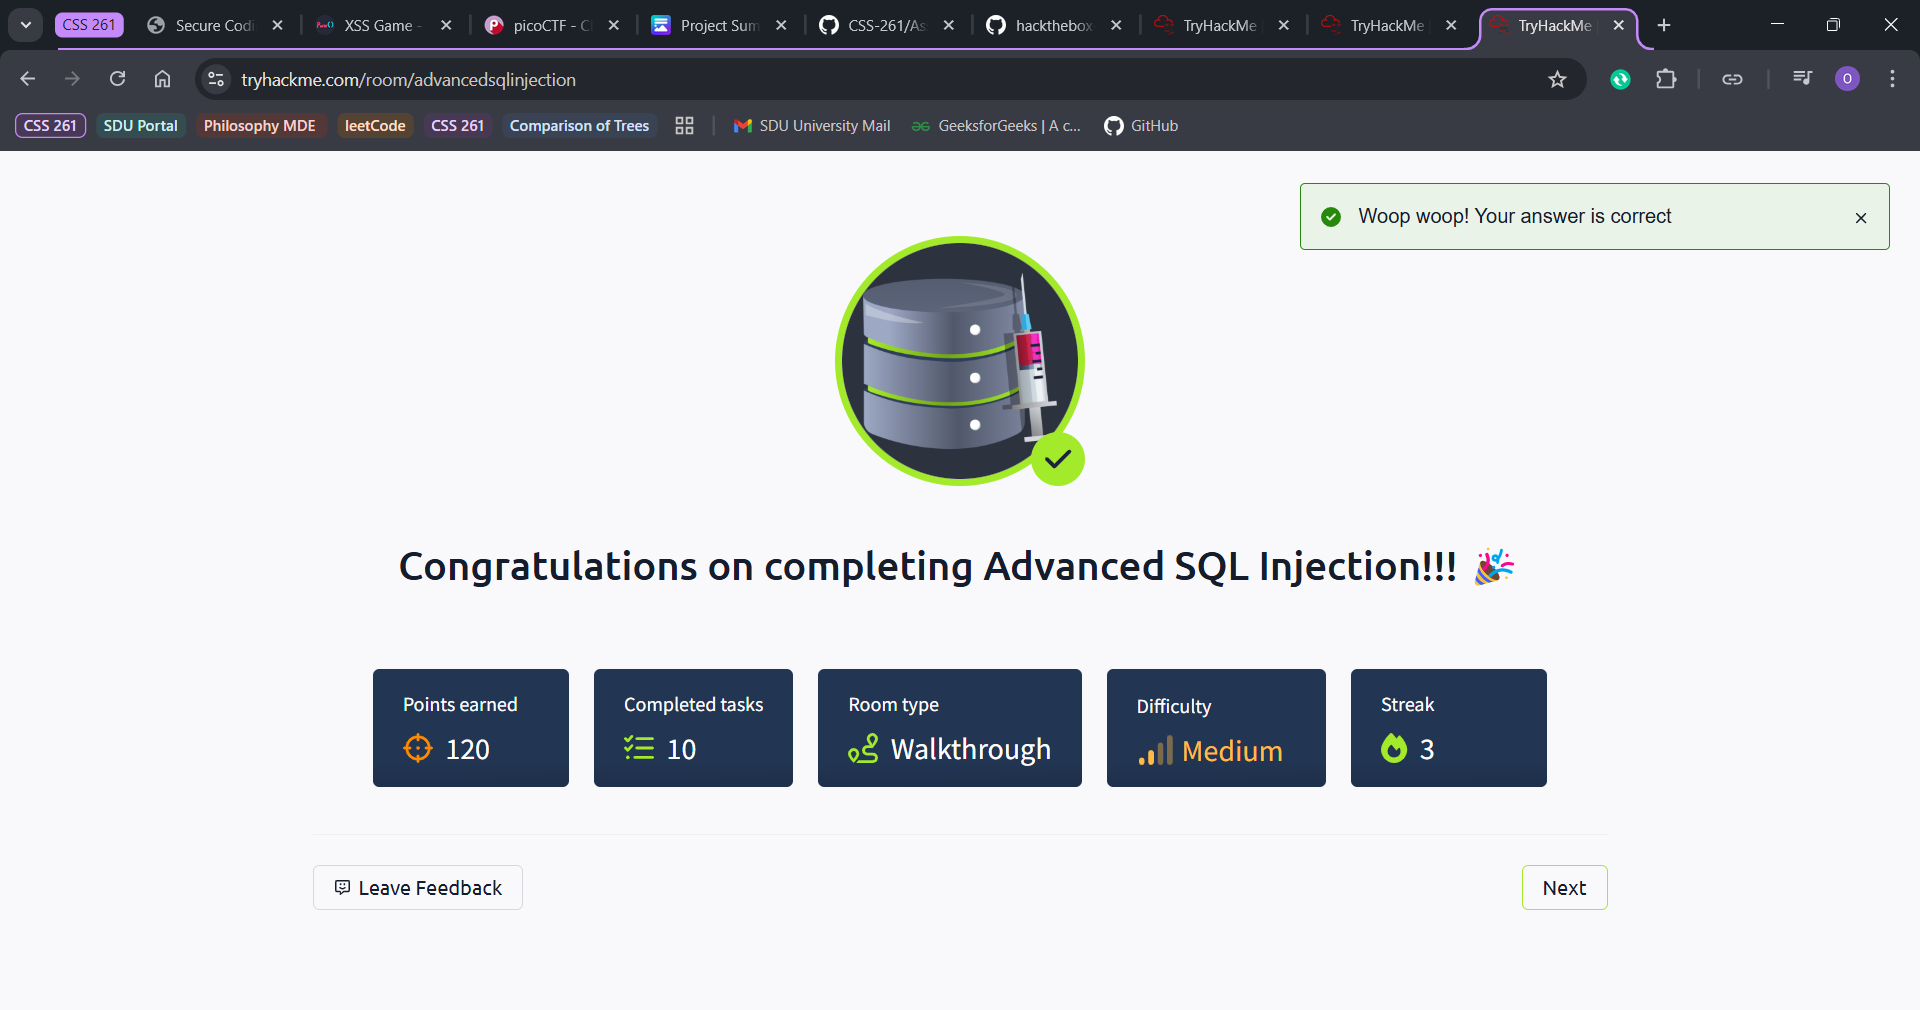 CSS 261
Secure Codi
XSS Game -
picoCTF - C
Project Sum
CSS-261/As
hackthebox
TryHackMe
TryHackMe
TryHackMe
tryhackme.com/room/advancedsqlinjection
O
CSS 261
SDU Portal
Philosophy MDE
leetCode
CSS 261
Comparison of Trees
SDU University Mail
GeeksforGeeks | A c...
GitHub
Woop woop! Your answer is correct
Congratulations on completing Advanced SQL Injection!!! 🎉
Points earned
120
Completed tasks
10
Room type
Walkthrough
Difficulty
Medium
Streak
3
Leave Feedback
Next